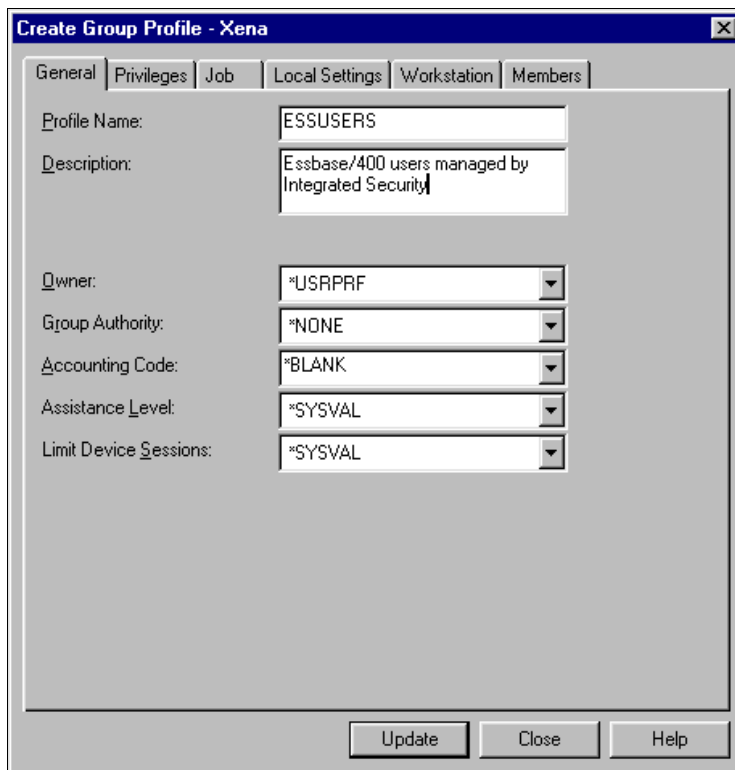 Create Group Profile - Xena
General Privileges Job Local Settings Workstation Members
Profile Name: ESSUSERS
Description: Essbase/400 users managed by
Integrated Security
Owner: *USRPRF
Group Authority: *NONE
Accounting Code: *BLANK
Assistance Level: *SYSVAL
Limit Device Sessions: *SYSVAL
Update Close Help